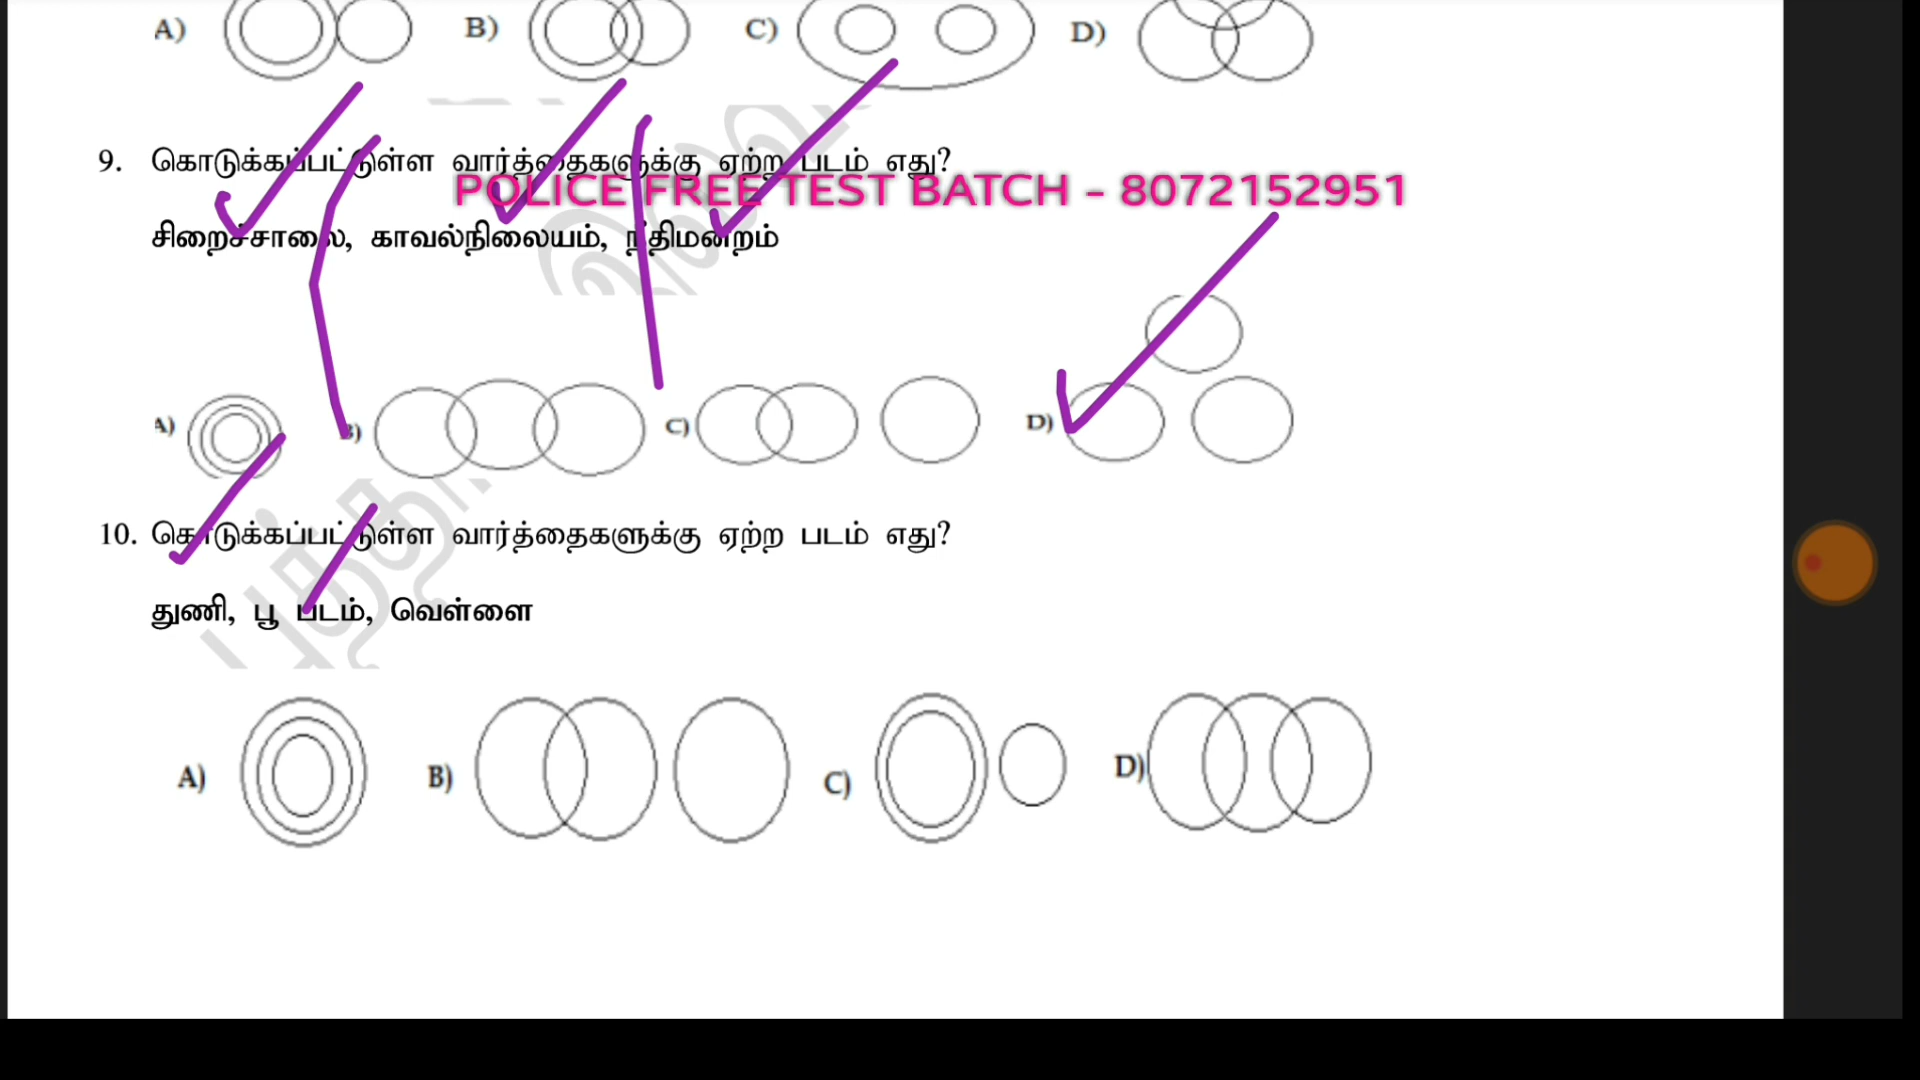 A) B) C) D)
9. கொடுக்கப்பட்டுள்ள வார்த்தைகளுக்கு ஏற்ற படம் எது?
POLICE FREE TEST BATCH - 8072152951
சிறைச்சாலை, காவல்நிலையம், நீதிமன்றம்
A) B) C) D)
10. கொடுக்கப்பட்டுள்ள வார்த்தைகளுக்கு ஏற்ற படம் எது?
துணி, பூ படம், வெள்ளை
A) B) C) D)